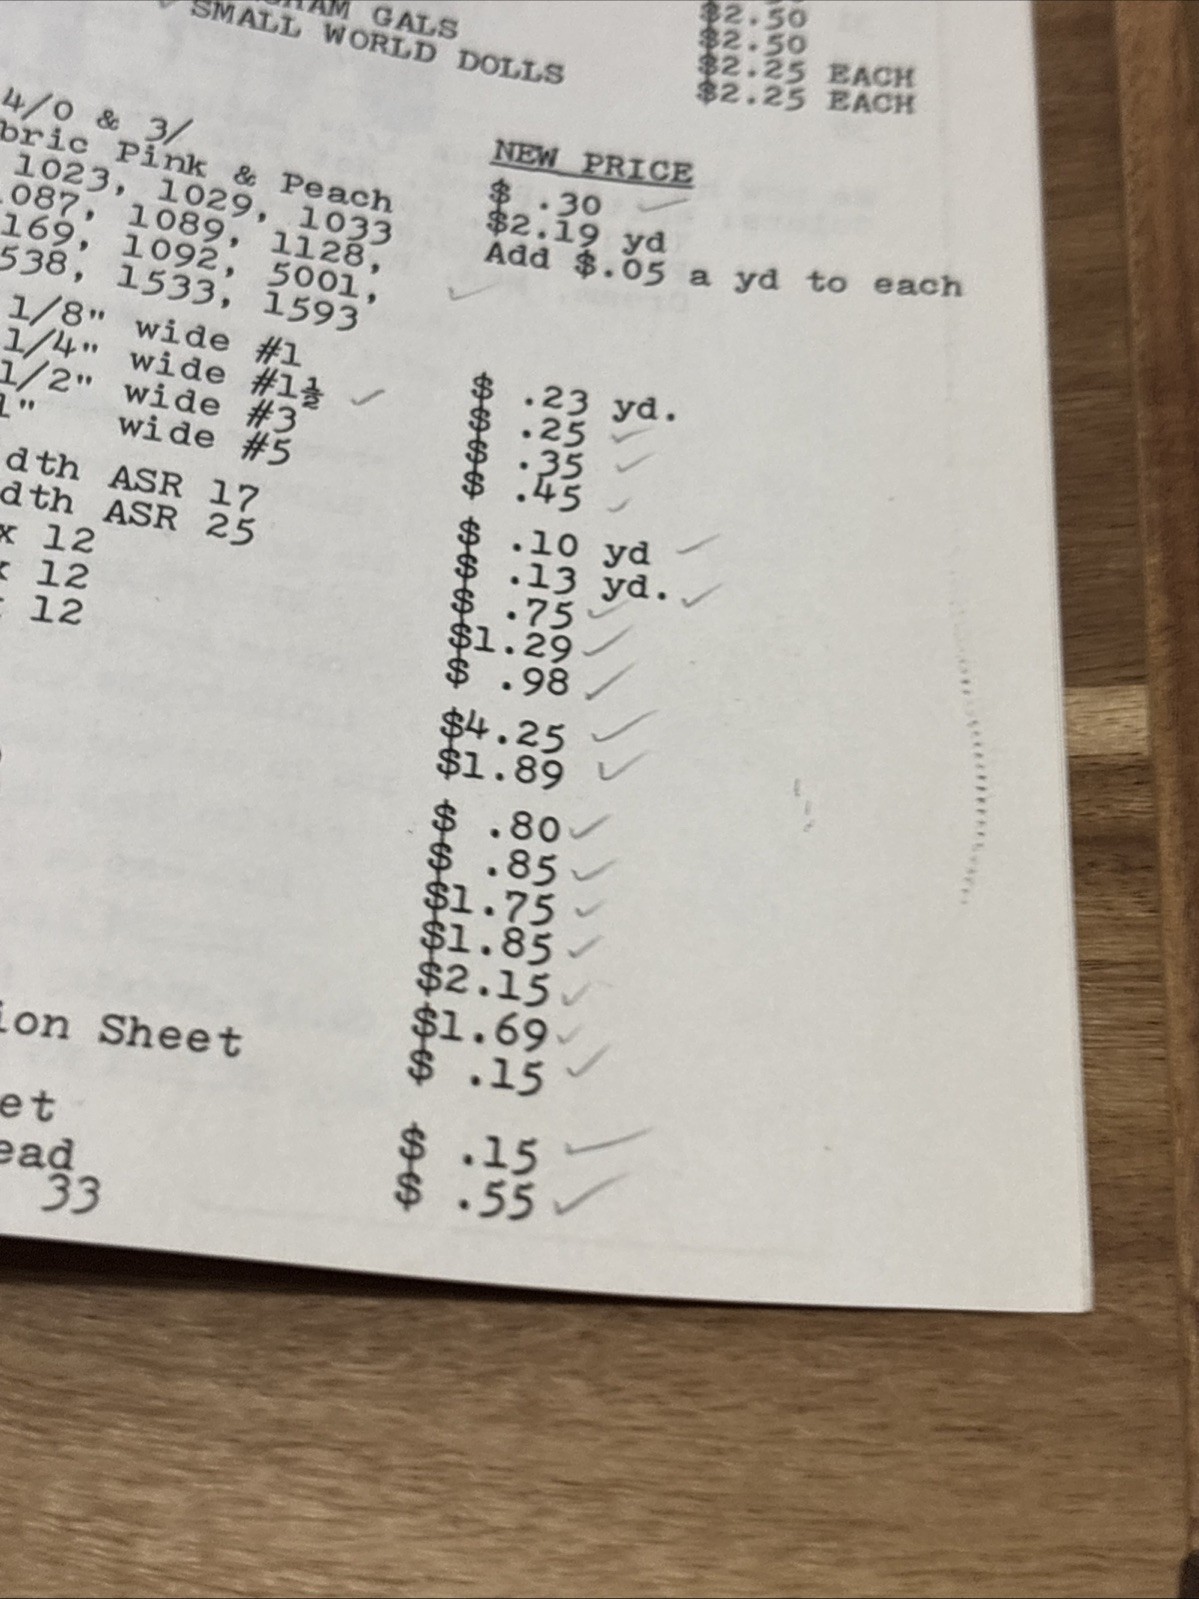 GALS
SMALL WORLD DOLLS
$2.50
$2.50
$2.25 EACH
$2.25 EACH
4/0 & 3/
bric Pink & Peach
1023, 1029, 1033
1087, 1089, 1128,
169, 1092, 5001,
538, 1533, 1593
NEW PRICE
$ .30
$2.19 yd
Add $.05 a yd to each
1/8" wide #1
1/4" wide #1½
1/2" wide #3
1" wide #5
$ .23 yd.
$ .25
$ .35
$ .45
dth ASR 17
dth ASR 25
x 12
x 12
12
$ .10 yd
$ .13 yd.
$ .75
$1.29
$ .98
$4.25
$1.89
$ .80
$ .85
$1.75
$1.85
$2.15
$1.69
ion Sheet
$ .15
et
$ .15
ead
$ .55
33